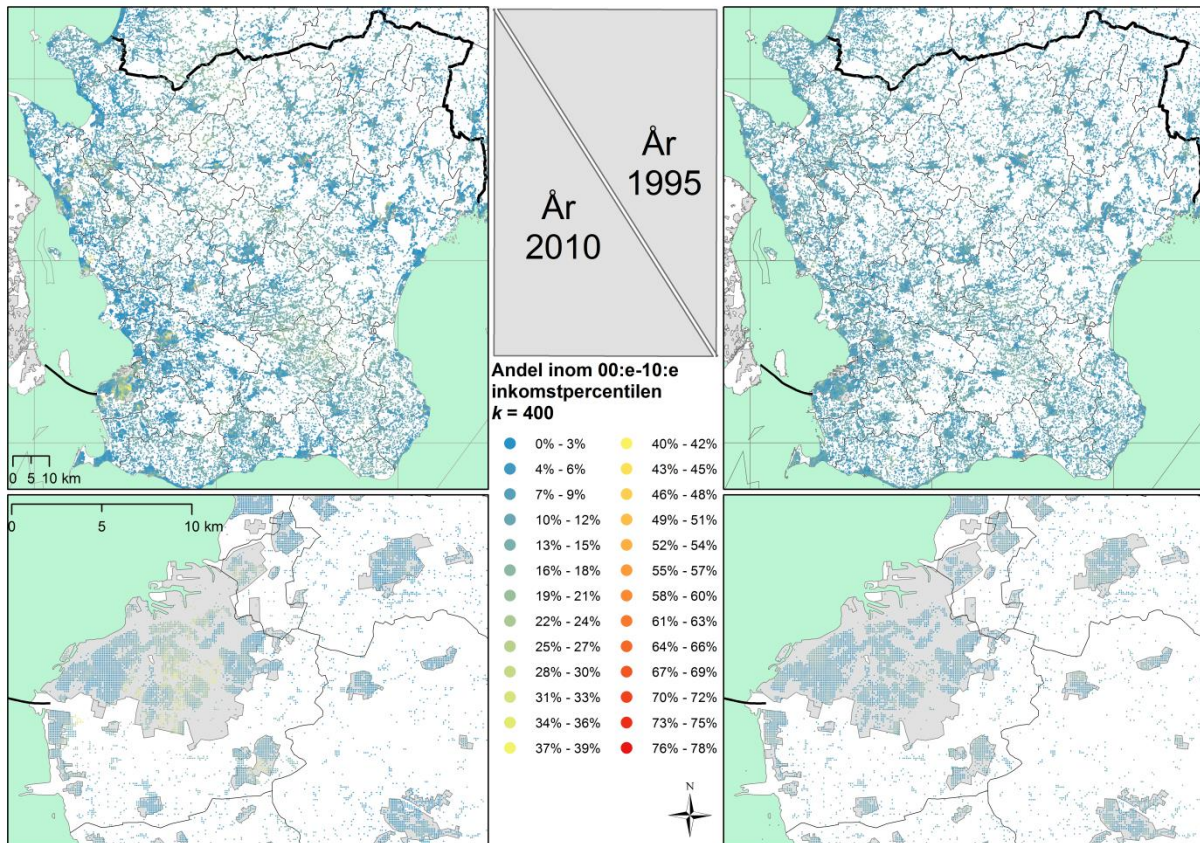 År
1995
År
2010
Andel inom 00:e-10:e
inkomstpercentilen
k = 400
0% - 3%
4% - 6%
7% - 9%
10% - 12%
13% - 15%
16% - 18%
19% - 21%
22% - 24%
25% - 27%
28% - 30%
31% - 33%
34% - 36%
37% - 39%
40% - 42%
43% - 45%
46% - 48%
49% - 51%
52% - 54%
55% - 57%
58% - 60%
61% - 63%
64% - 66%
67% - 69%
70% - 72%
73% - 75%
76% - 78%
0 5 10 km
0 5 10 km
N